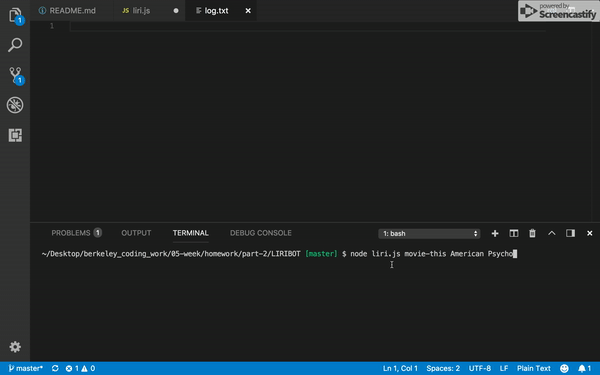 README.md JS liri.js log.txt
powered by
Screencastify
1
1
1
PROBLEMS 1 OUTPUT TERMINAL DEBUG CONSOLE 1: bash
~/Desktop/berkeley_coding_work/05-week/homework/part-2/LIRIBOT [master] $ node liri.js movie-this American Psycho
master* 1 0 Ln 1, Col 1 Spaces: 2 UTF-8 LF Plain Text 1